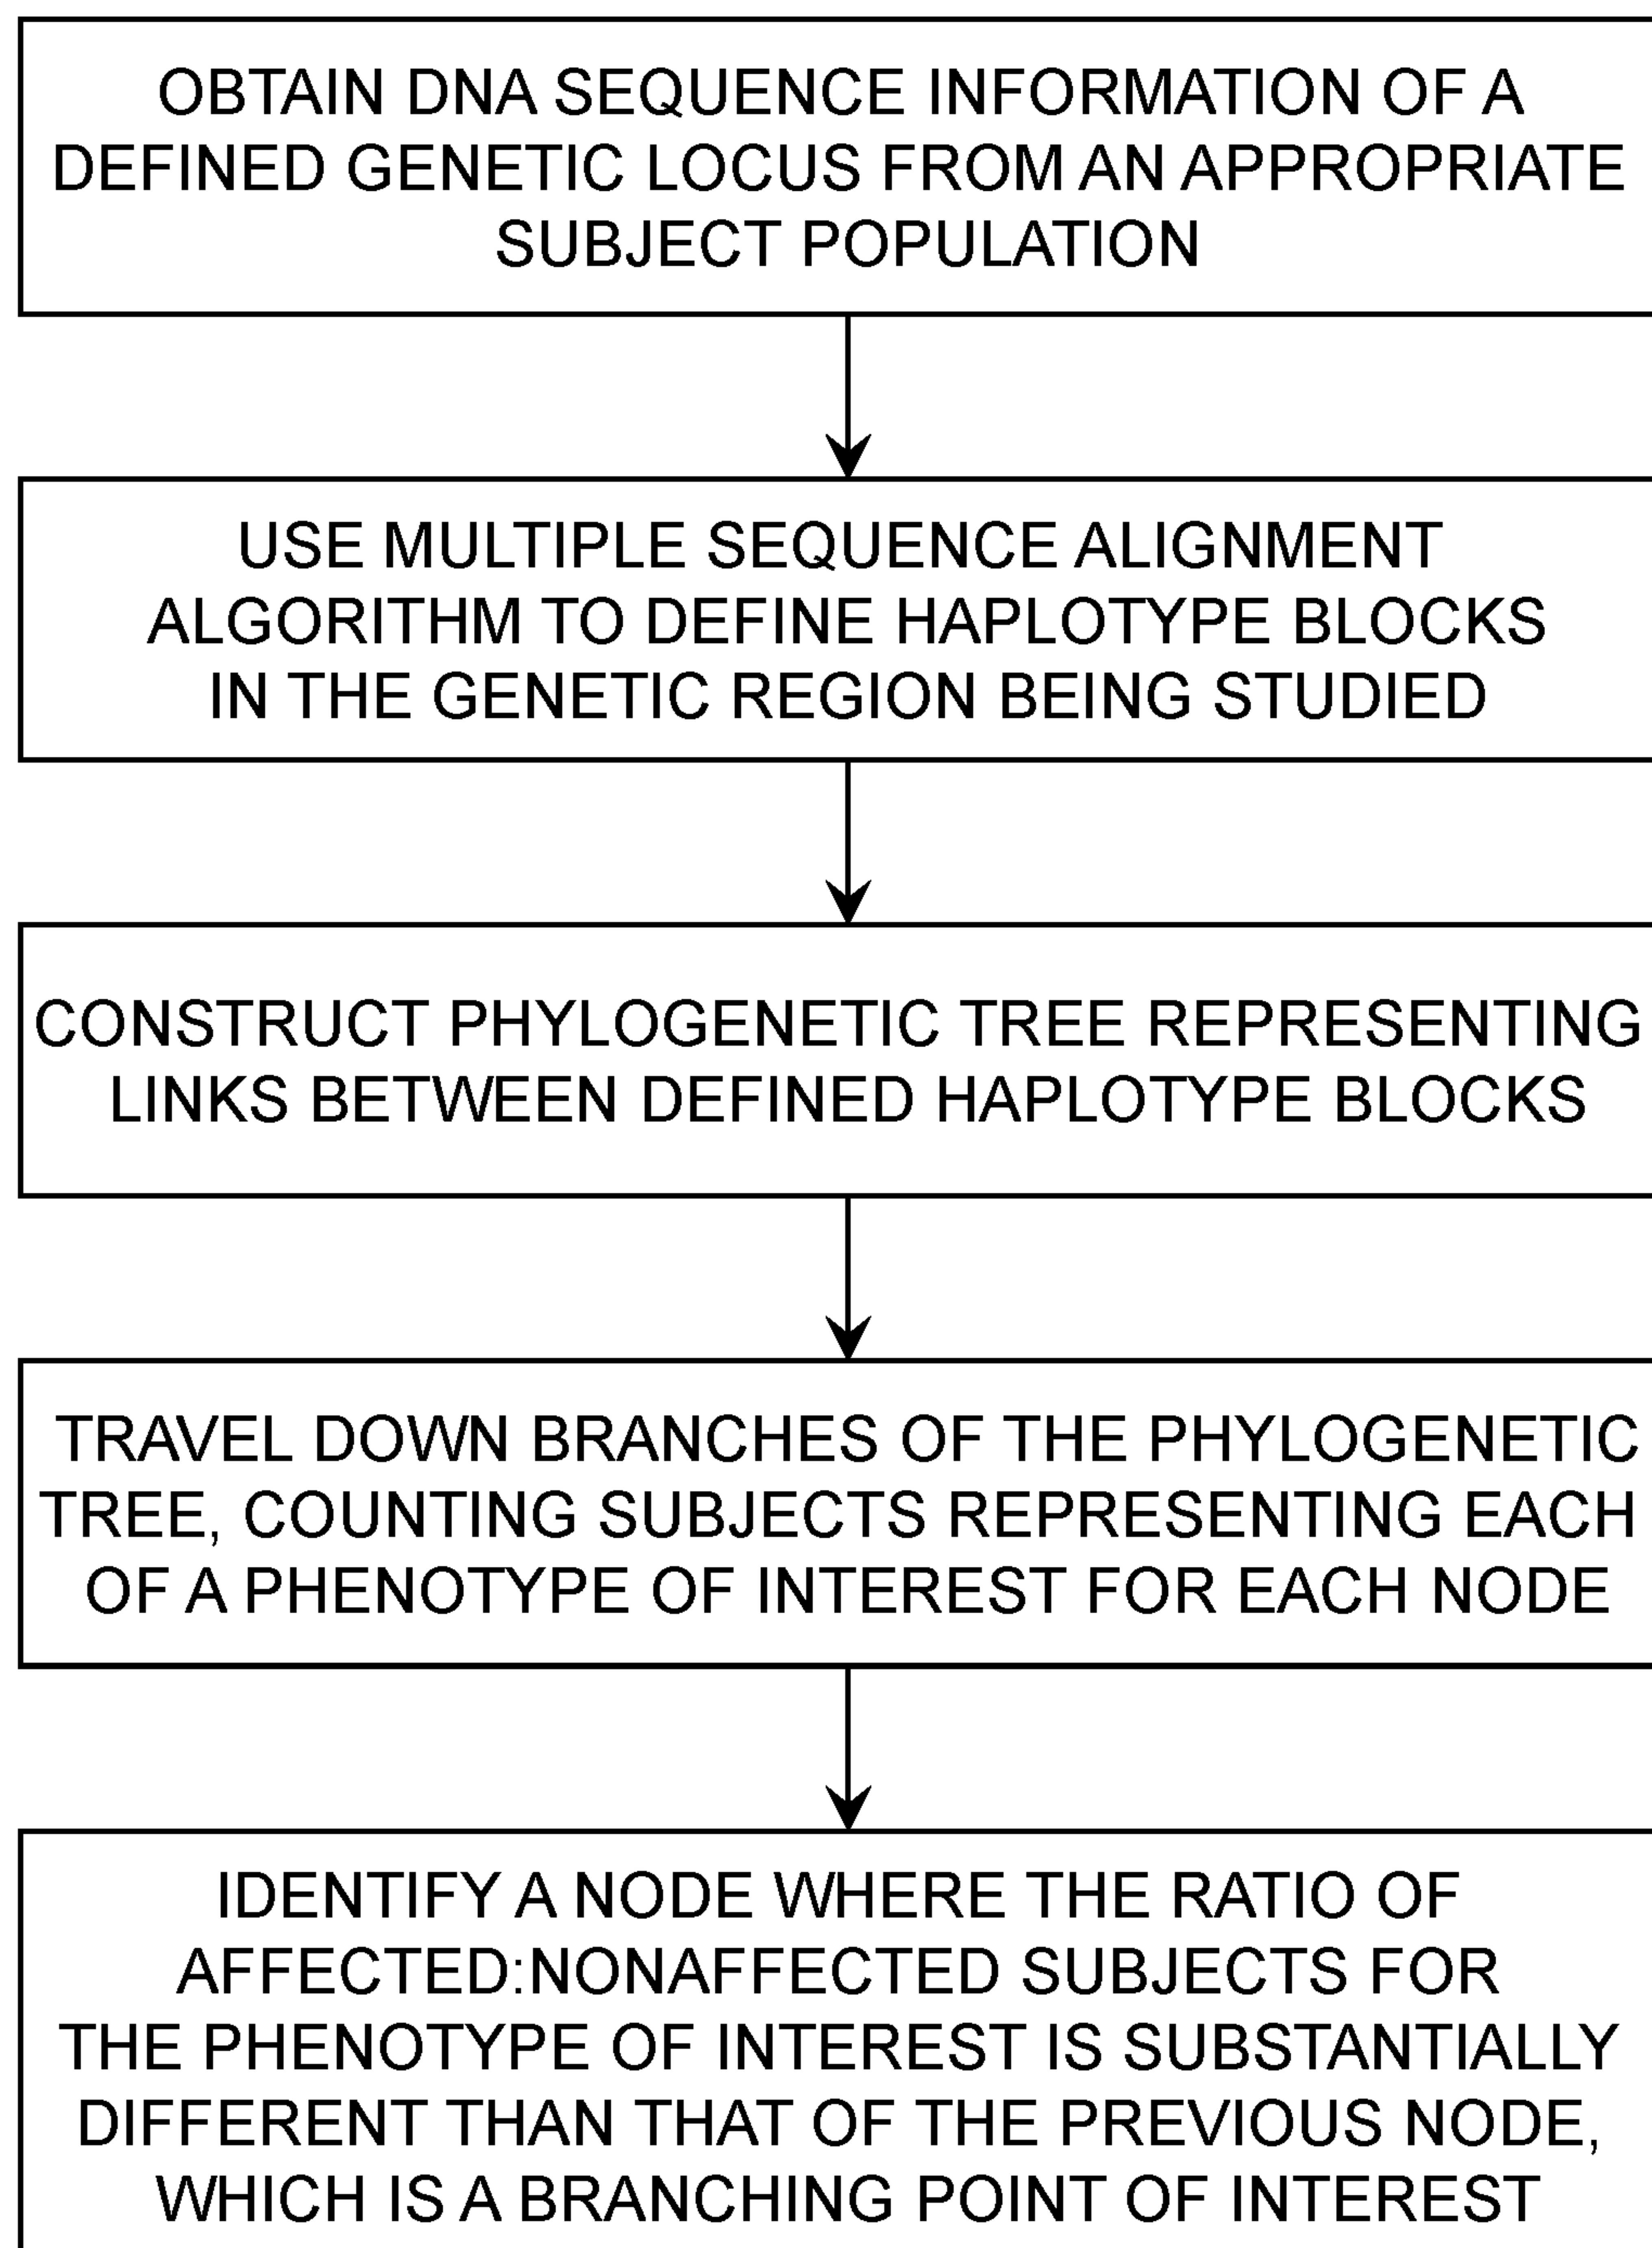 OBTAIN DNA SEQUENCE INFORMATION OF A
DEFINED GENETIC LOCUS FROM AN APPROPRIATE
SUBJECT POPULATION
USE MULTIPLE SEQUENCE ALIGNMENT
ALGORITHM TO DEFINE HAPLOTYPE BLOCKS
IN THE GENETIC REGION BEING STUDIED
CONSTRUCT PHYLOGENETIC TREE REPRESENTING
LINKS BETWEEN DEFINED HAPLOTYPE BLOCKS
TRAVEL DOWN BRANCHES OF THE PHYLOGENETIC
TREE, COUNTING SUBJECTS REPRESENTING EACH
OF A PHENOTYPE OF INTEREST FOR EACH NODE
IDENTIFY A NODE WHERE THE RATIO OF
AFFECTED:NONAFFECTED SUBJECTS FOR
THE PHENOTYPE OF INTEREST IS SUBSTANTIALLY
DIFFERENT THAN THAT OF THE PREVIOUS NODE,
WHICH IS A BRANCHING POINT OF INTEREST